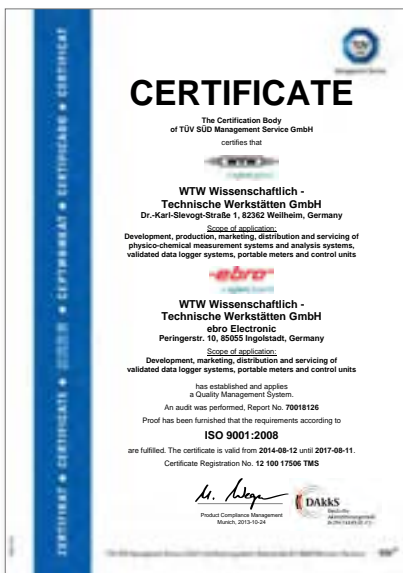 TÜV
CERTIFICATE
The Certification Body
of TÜV SÜD Management Service GmbH
certifies that
WTW
WTW Wissenschaftlich -
Technische Werkstätten GmbH
Dr.-Karl-Slevogt-Straße 1, 82362 Weilheim, Germany
Scope of application:
Development, production, marketing, distribution and servicing of
physico-chemical measurement systems and analysis systems,
validated data logger systems, portable meters and control units
ebro
WTW Wissenschaftlich -
Technische Werkstätten GmbH
ebro Electronic
Peringerstr. 10, 85055 Ingolstadt, Germany
Scope of application:
Development, marketing, distribution and servicing of
validated data logger systems, portable meters and control units
has established and applies
a Quality Management System.
An audit was performed, Report No. 70018126
Proof has been furnished that the requirements according to
ISO 9001:2008
are fulfilled. The certificate is valid from 2014-08-12 until 2017-08-11.
Certificate Registration No. 12 100 17506 TMS
Product Compliance Management
Munich, 2013-10-24
DAkkS
ZERTIFIKAT ◆ CERTIFICATE ◆ ◆ СЕРТИФИКАТ ◆ CERTIFICADO ◆ CERTIFICAT